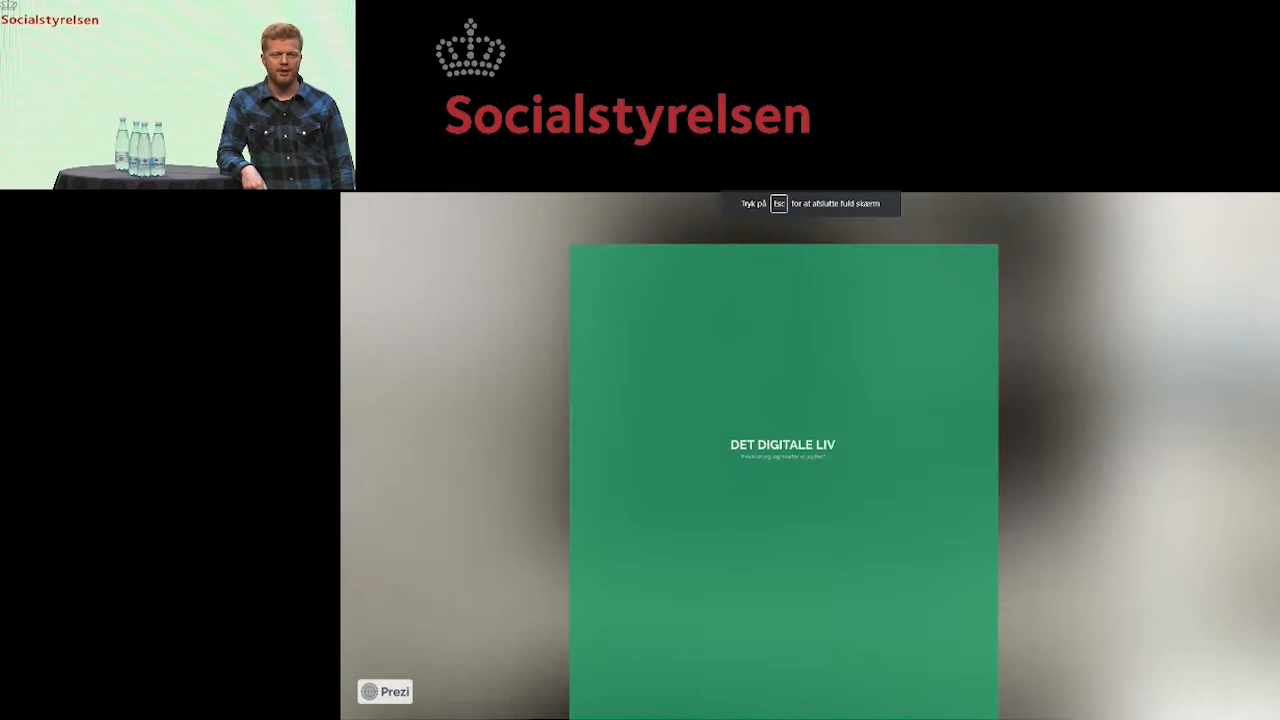 Socialstyrelsen
Socialstyrelsen
Tryk på Esc for at afslutte fuld skærm
DET DIGITALE LIV
Prezi